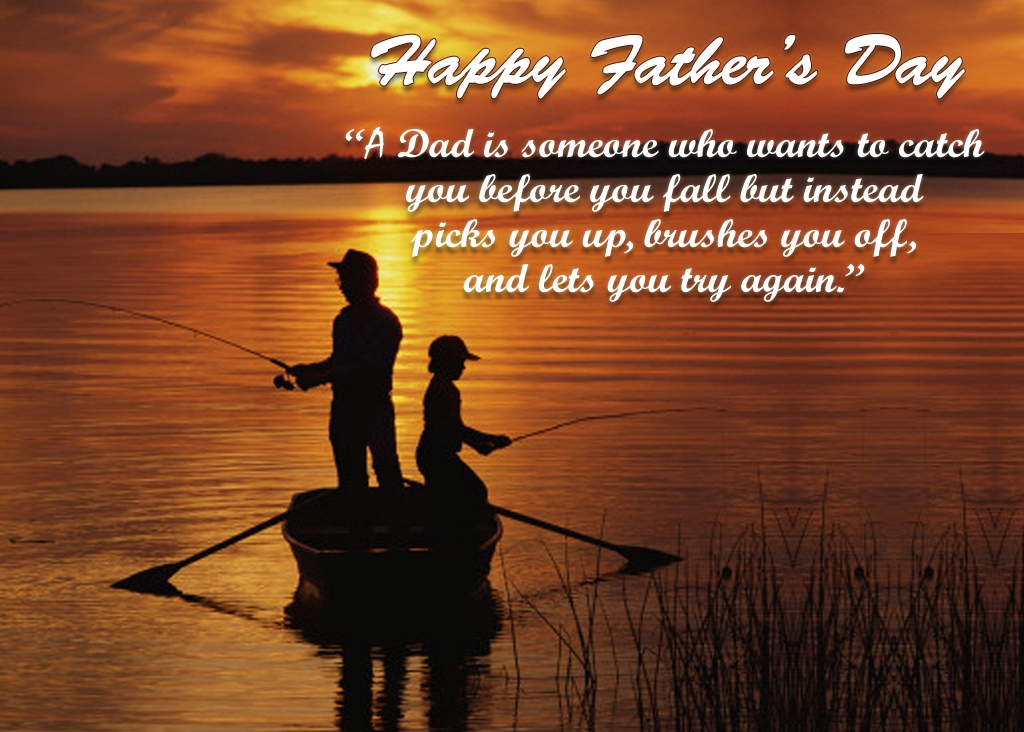 Happy Father's Day
“A Dad is someone who wants to catch
you before you fall but instead
picks you up, brushes you off,
and lets you try again.”